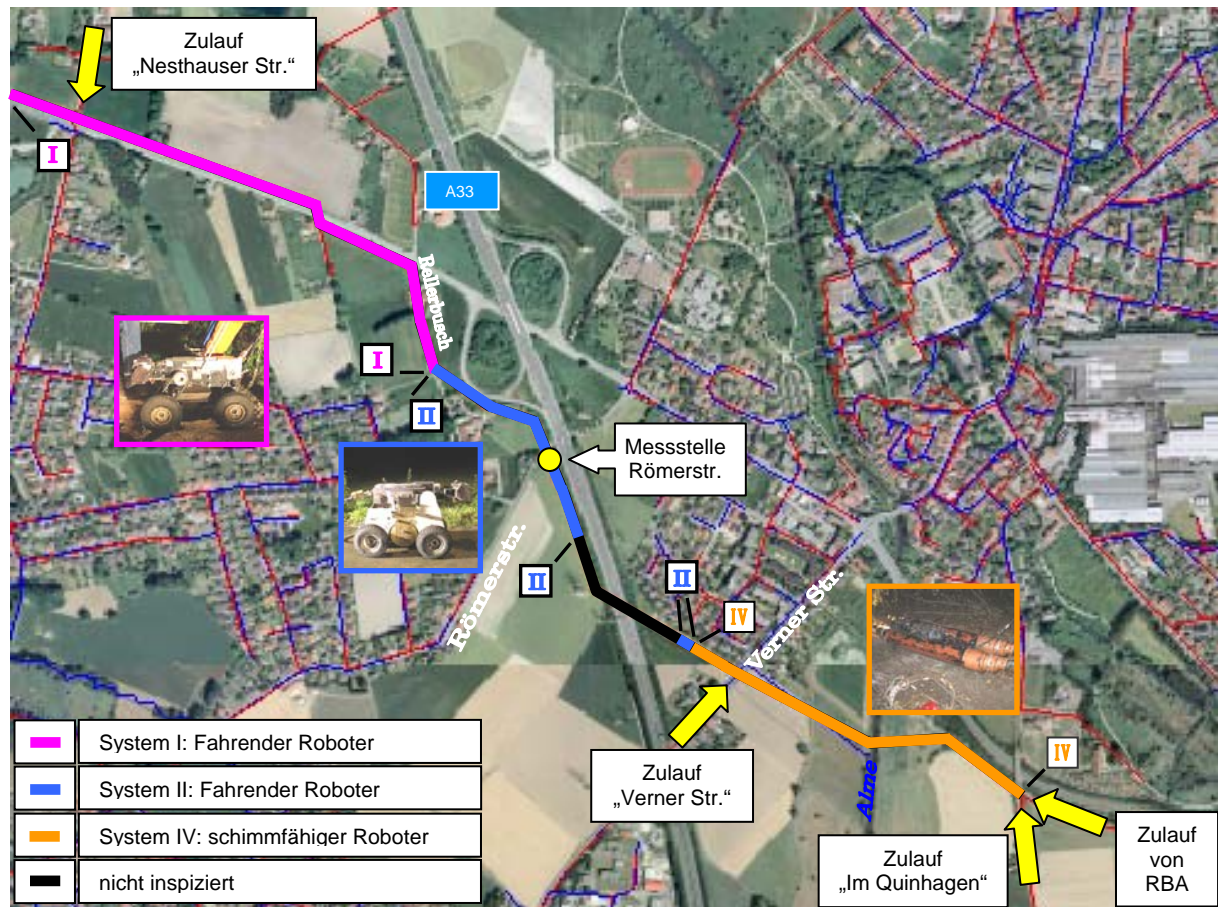 Zulauf
„Nesthauser Str.“
I
A33
Bellerbusch
I
II
Messstelle
Römerstr.
Römerstr.
II
II
IV
Verner Str.
Zulauf
„Verner Str.“
Alme
IV
Zulauf
„Im Quinhagen“
Zulauf
von
RBA
System I: Fahrender Roboter
System II: Fahrender Roboter
System IV: schimmfähiger Roboter
nicht inspiziert